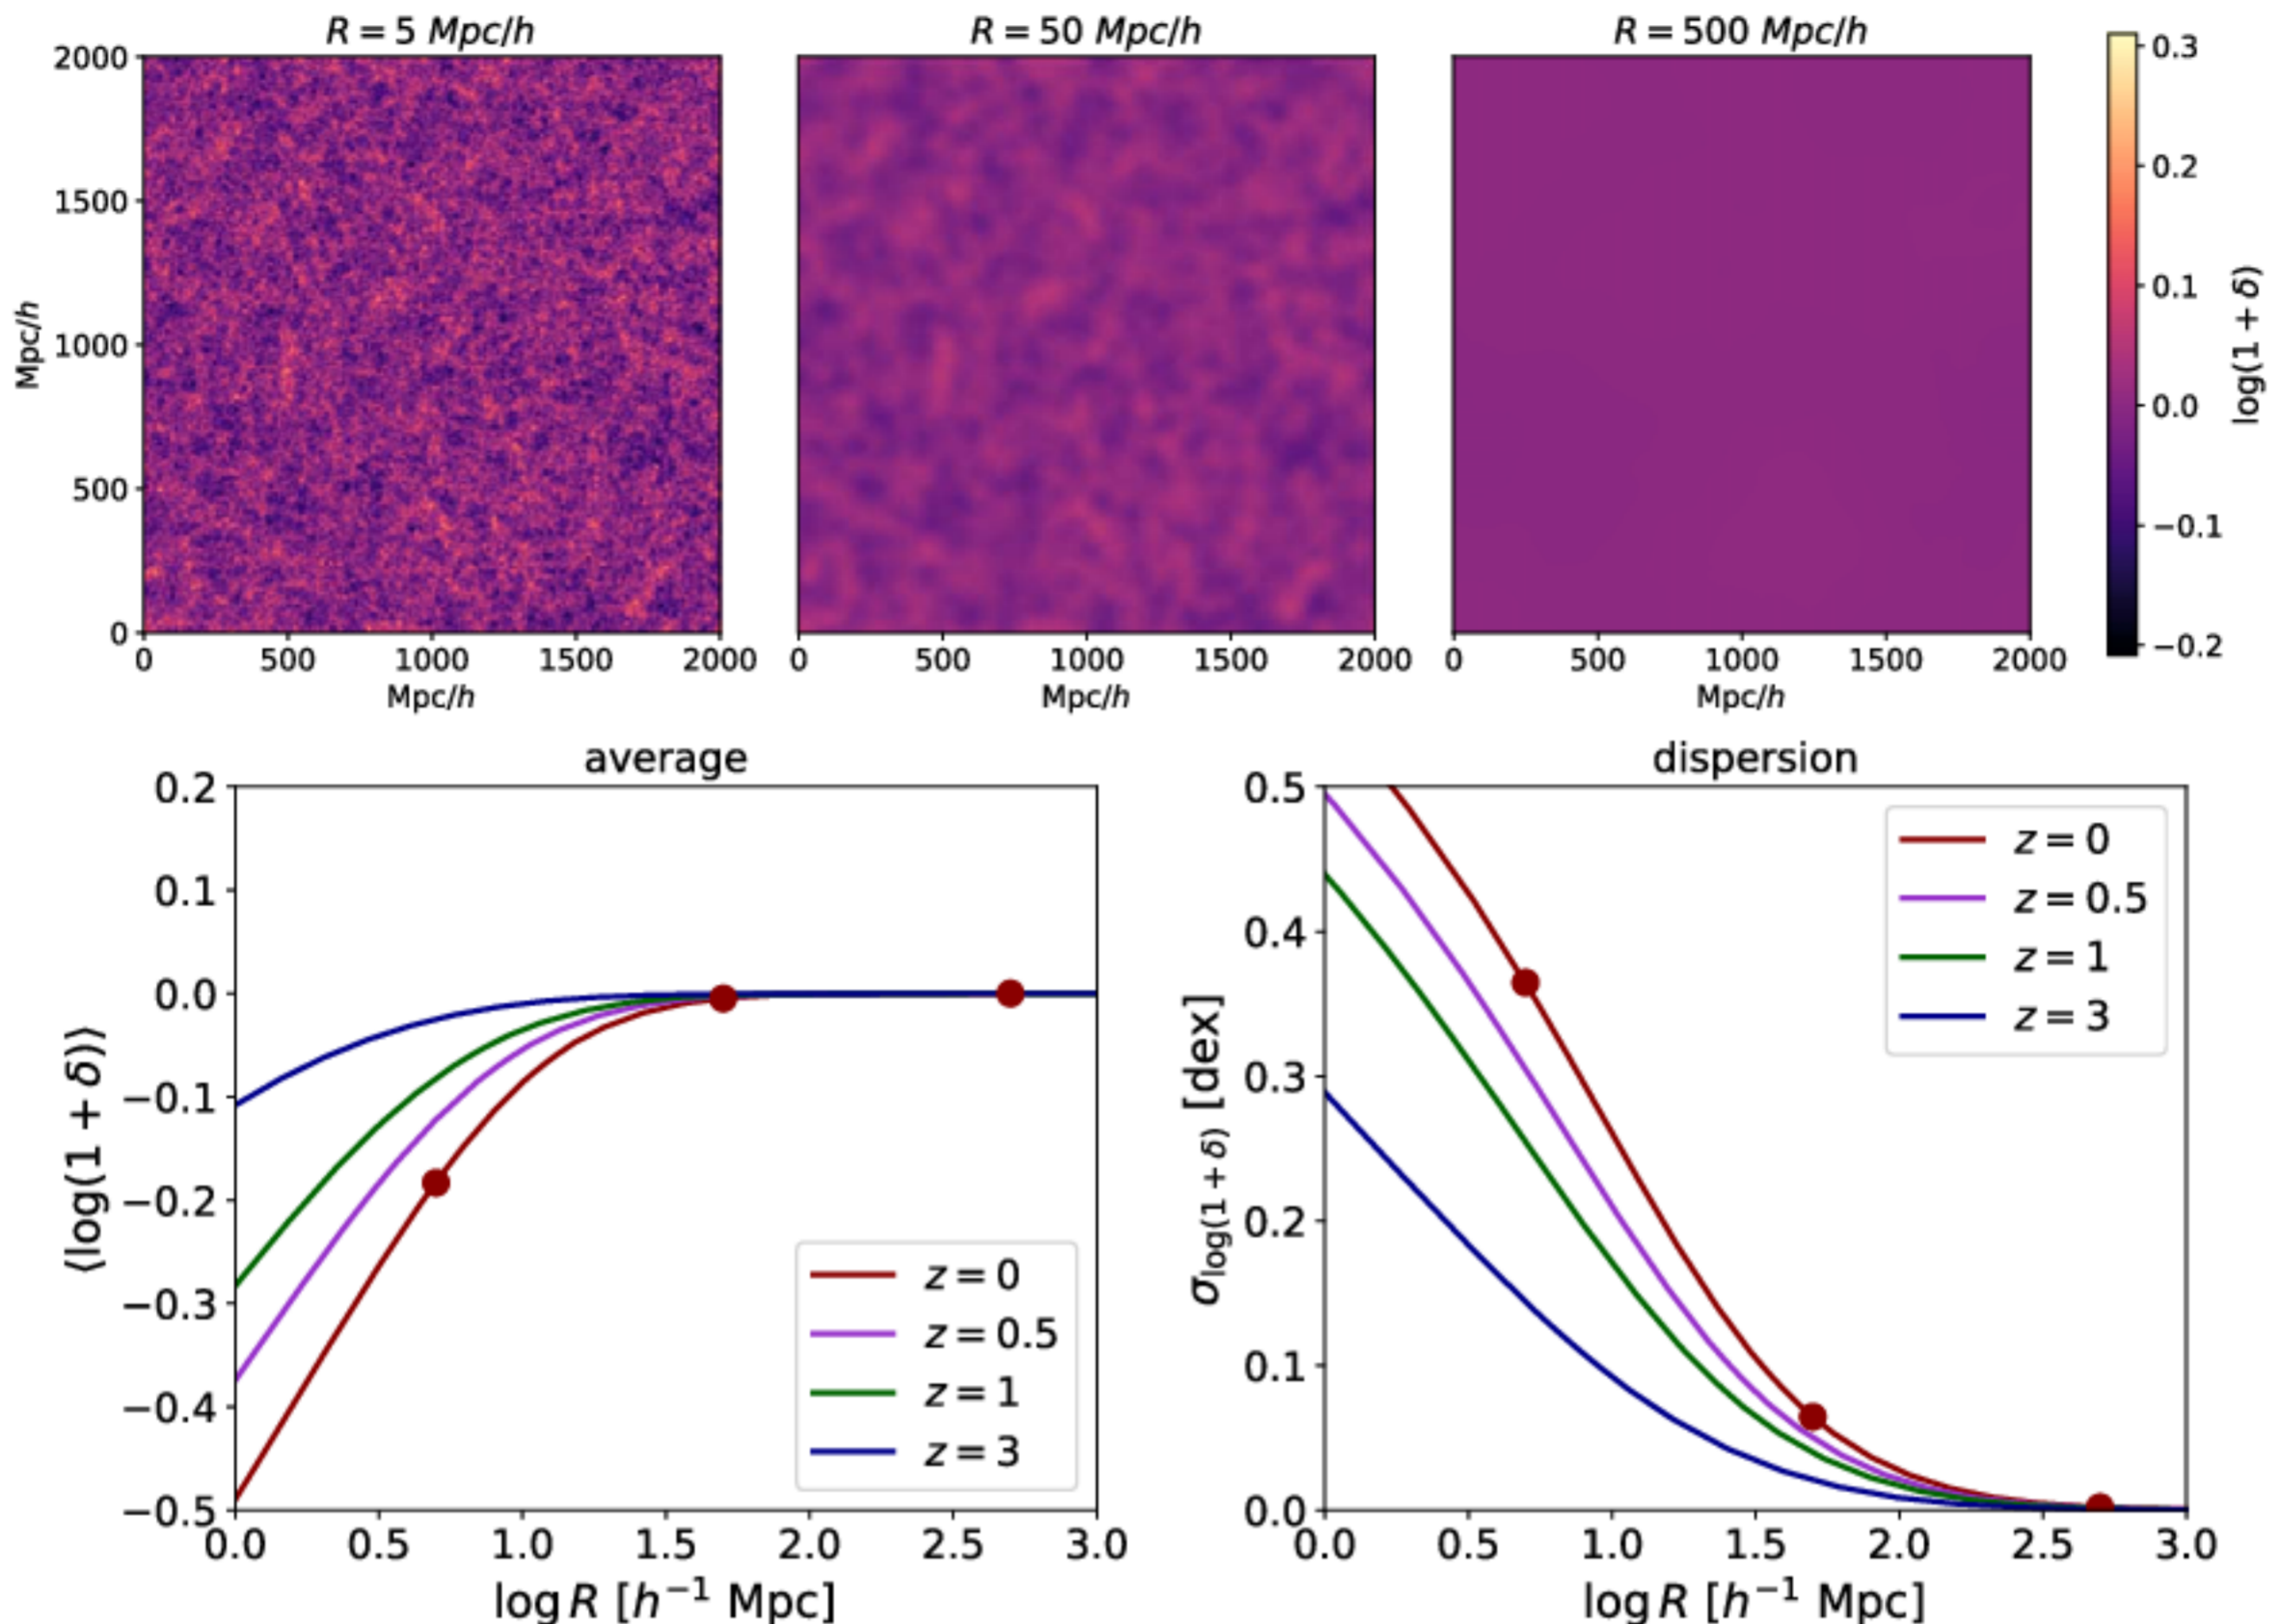 R = 5 Mpc/h
R = 50 Mpc/h
R = 500 Mpc/h
2000
1500
1000
500
0
Mpc/h
0 500 1000 1500 2000
Mpc/h
0 500 1000 1500 2000
Mpc/h
0 500 1000 1500 2000
Mpc/h
0.3
0.2
0.1
0.0
−0.1
−0.2
log(1 + δ)
average
0.2
0.1
0.0
−0.1
−0.2
−0.3
−0.4
−0.5
⟨log(1 + δ)⟩
z = 0
z = 0.5
z = 1
z = 3
0.0 0.5 1.0 1.5 2.0 2.5 3.0
log R [h⁻¹ Mpc]
dispersion
0.5
0.4
0.3
0.2
0.1
0.0
σlog(1 + δ) [dex]
z = 0
z = 0.5
z = 1
z = 3
0.0 0.5 1.0 1.5 2.0 2.5 3.0
log R [h⁻¹ Mpc]